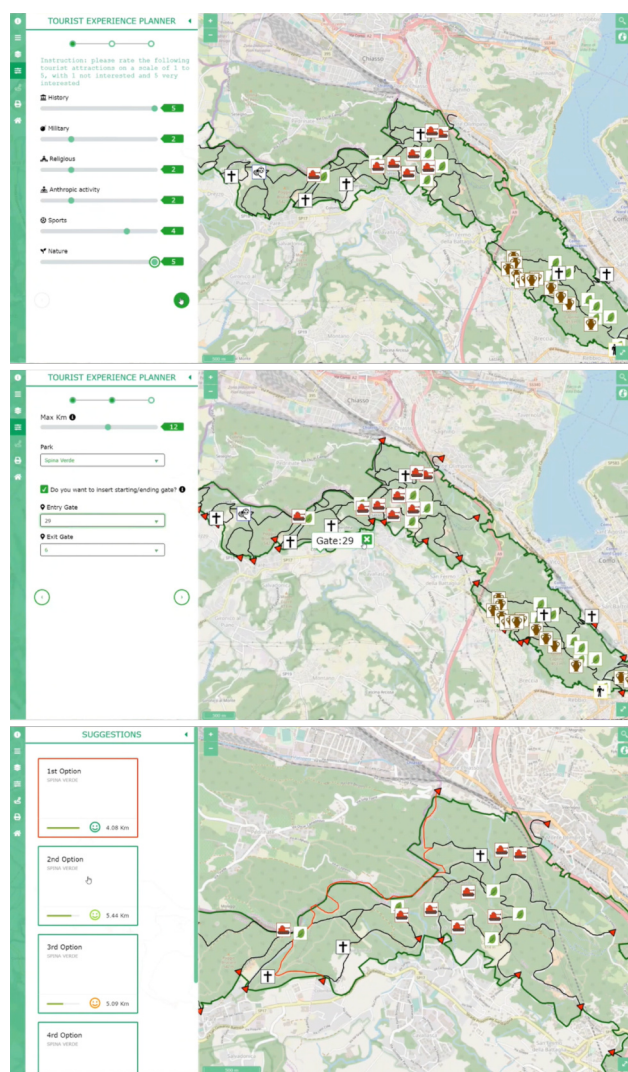 TOURIST EXPERIENCE PLANNER
Instruction: please rate the following
tourist attractions on a scale of 1 to
5, with 1 not interested and 5 very
interested
History
5
Military
2
Religious
2
Anthropic activity
2
Sports
4
Nature
5
Chiasso
500 m
TOURIST EXPERIENCE PLANNER
Max Km
12
Park
Spina Verde
Do you want to insert starting/ending gate?
Entry Gate
29
Exit Gate
6
Chiasso
Gate:29
SUGGESTIONS
1st Option
SPINA VERDE
4.08 Km
2nd Option
SPINA VERDE
5.44 Km
3rd Option
SPINA VERDE
5.09 Km
4rd Option
SPINA VERDE